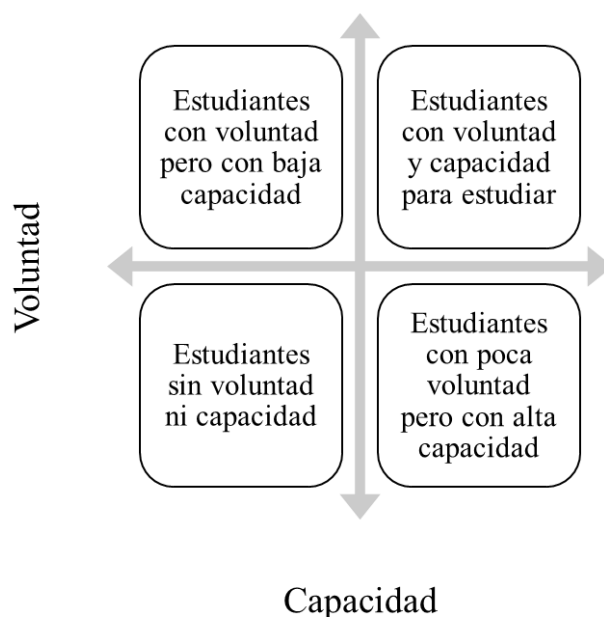 Estudiantes
con voluntad
pero con baja
capacidad
Estudiantes
con voluntad
y capacidad
para estudiar
Voluntad
Estudiantes
sin voluntad
ni capacidad
Estudiantes
con poca
voluntad
pero con alta
capacidad
Capacidad